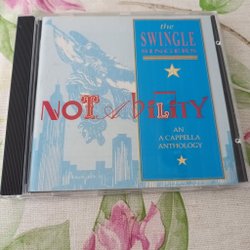 the
SWINGLE
SINGERS
NOTABILITY
AN
A CAPPELLA
ANTHOLOGY